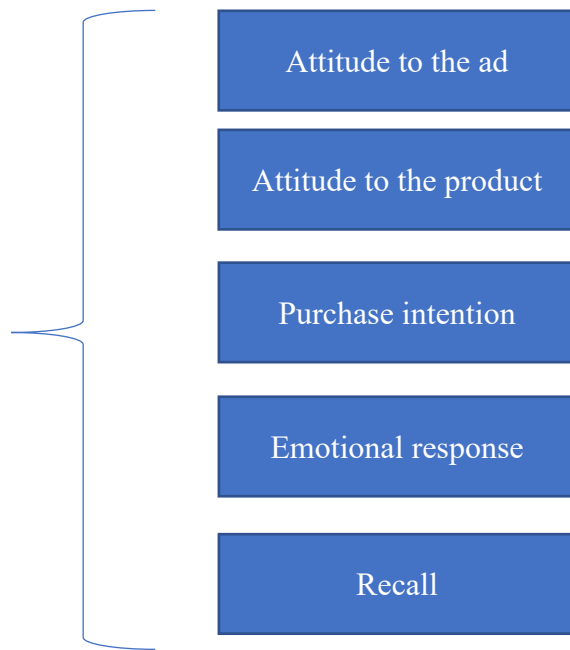 Attitude to the ad
Attitude to the product
Purchase intention
Emotional response
Recall